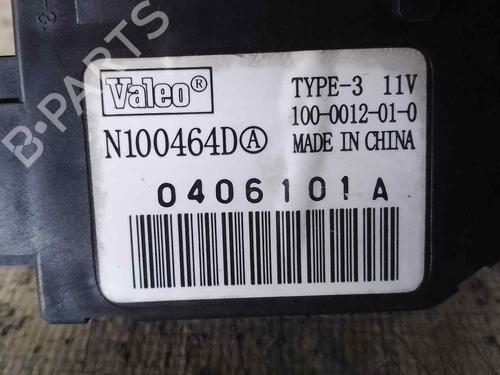 B-PARTS
Valeo®
TYPE-3 11V
100-0012-01-0
N100464DⒶ
MADE IN CHINA
0406101A